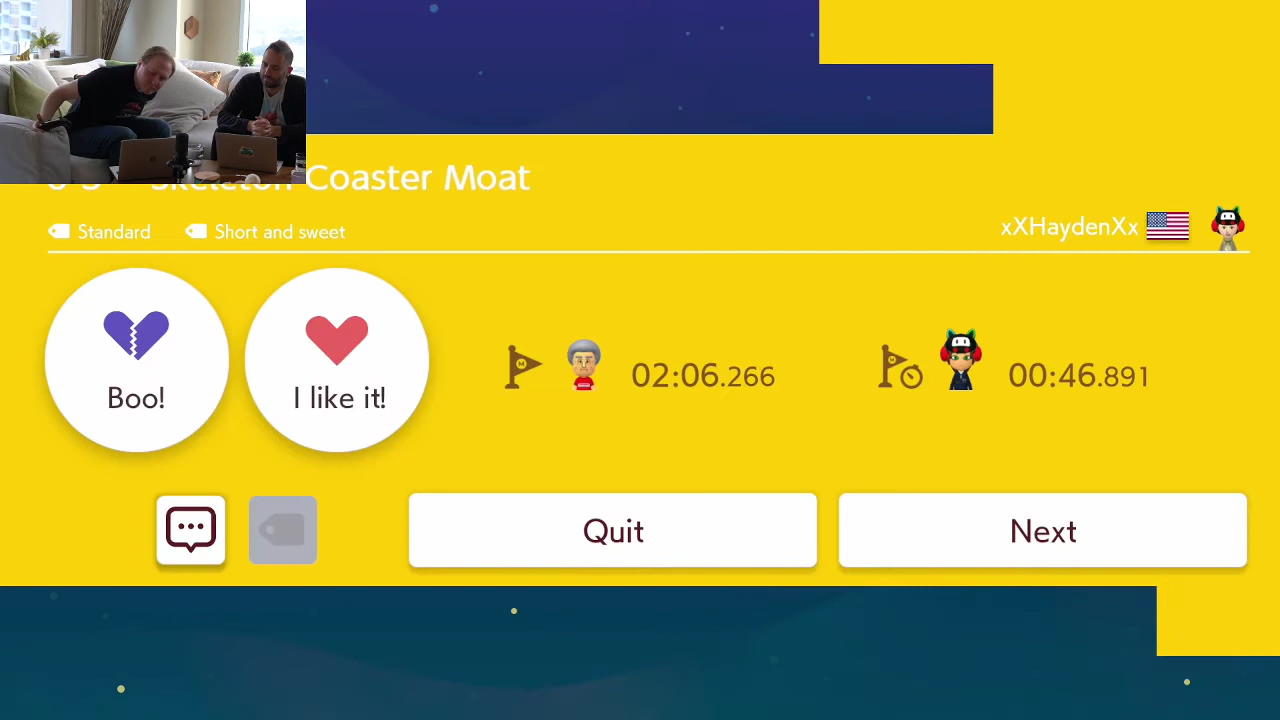 Coaster Moat
Standard
Short and sweet
xXHaydenXx
Boo!
I like it!
M
02:06.266
M
00:46.891
Quit
Next